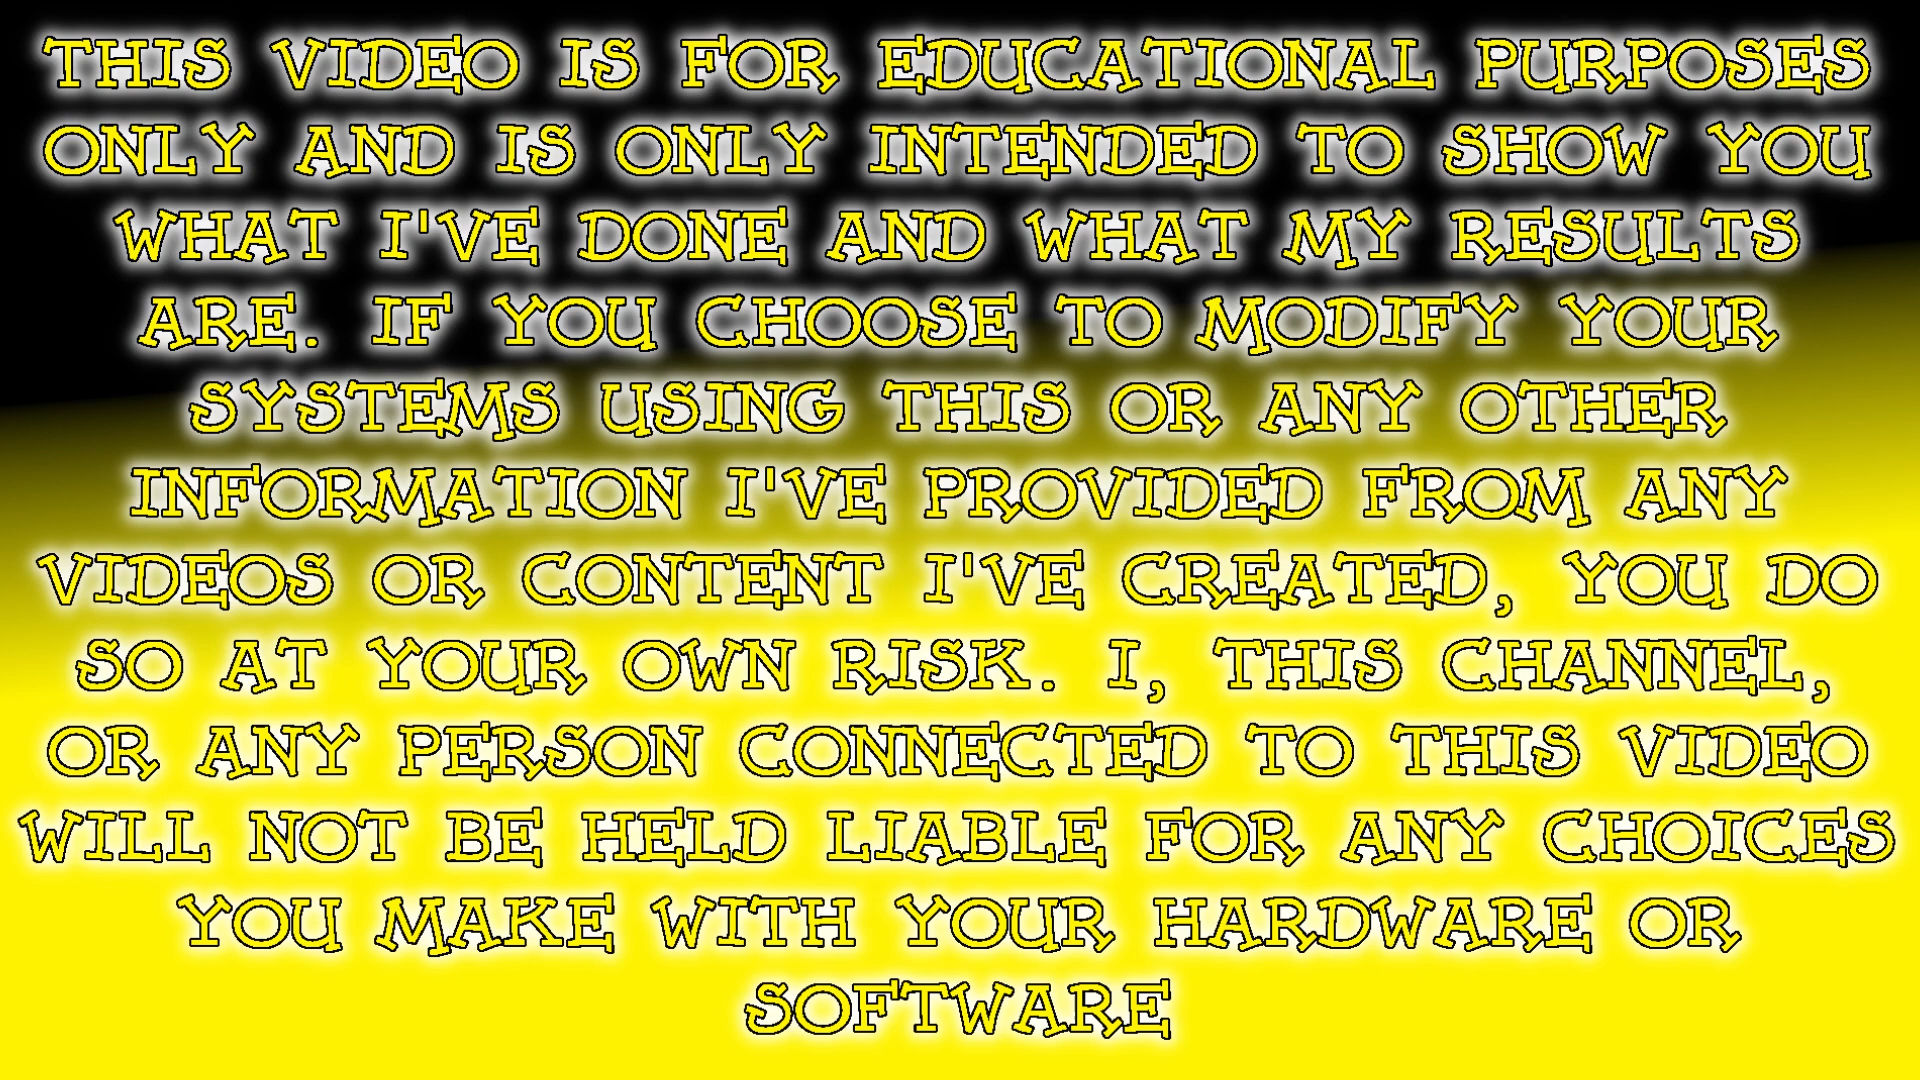 THIS VIDEO IS FOR EDUCATIONAL PURPOSES
ONLY AND IS ONLY INTENDED TO SHOW YOU
WHAT I'VE DONE AND WHAT MY RESULTS
ARE. IF YOU CHOOSE TO MODIFY YOUR
SYSTEMS USING THIS OR ANY OTHER
INFORMATION I'VE PROVIDED FROM ANY
VIDEOS OR CONTENT I'VE CREATED, YOU DO
SO AT YOUR OWN RISK. I, THIS CHANNEL,
OR ANY PERSON CONNECTED TO THIS VIDEO
WILL NOT BE HELD LIABLE FOR ANY CHOICES
YOU MAKE WITH YOUR HARDWARE OR
SOFTWARE